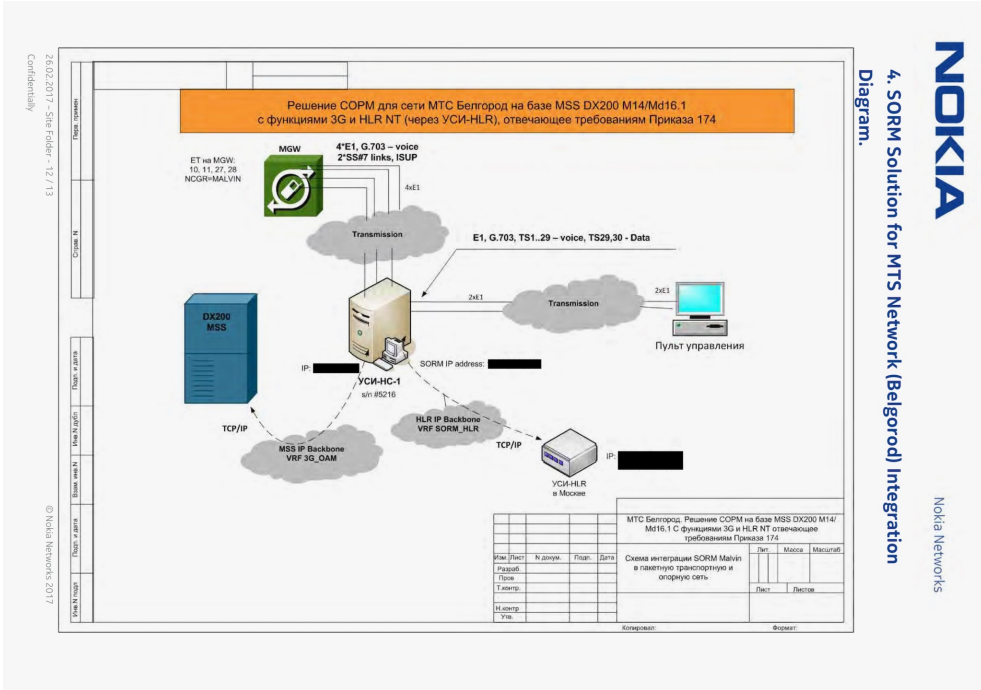 NOKIA
Nokia Networks
4. SORM Solution for MTS Network (Belgorod) Integration
Diagram.
Решение СОРМ для сети МТС Белгород на базе MSS DX200 M14/Md16.1
с функциями 3G и HLR NT (через УСИ-HLR), отвечающее требованиям Приказа 174
MGW
4*E1, G.703 – voice
2*SS#7 links, ISUP
ET на MGW:
10, 11, 27, 28
NCGR=MALVIN
4xE1
Transmission
E1, G.703, TS1..29 – voice, TS29,30 - Data
2xE1
Transmission
2xE1
Пульт управления
DX200
MSS
IP:
SORM IP address:
УСИ-НС-1
s/n #5216
TCP/IP
MSS IP Backbone
VRF 3G_OAM
HLR IP Backbone
VRF SORM_HLR
TCP/IP
IP:
УСИ-HLR
в Москве
МТС Белгород. Решение СОРМ на базе MSS DX200 M14/
Md16.1 С функциями 3G и HLR NT отвечающее
требованиям Приказа 174
Изм. Лист N докум. Подп. Дата
Разраб.
Пров
Т.контр.
Н.контр
Утв.
Схема интеграции SORM Malvin
в пакетную транспортную и
опорную сеть
Лит. Масса Масштаб
Лист Листов
Копировал: Формат:
Перв. примен
Справ. N
Подп. и дата
Инв.N дубл
Взам. инв.N
Подп. и дата
Инв.N подл
26.02.2017 – Site Folder - 12 / 13
Confidentially
© Nokia Networks 2017